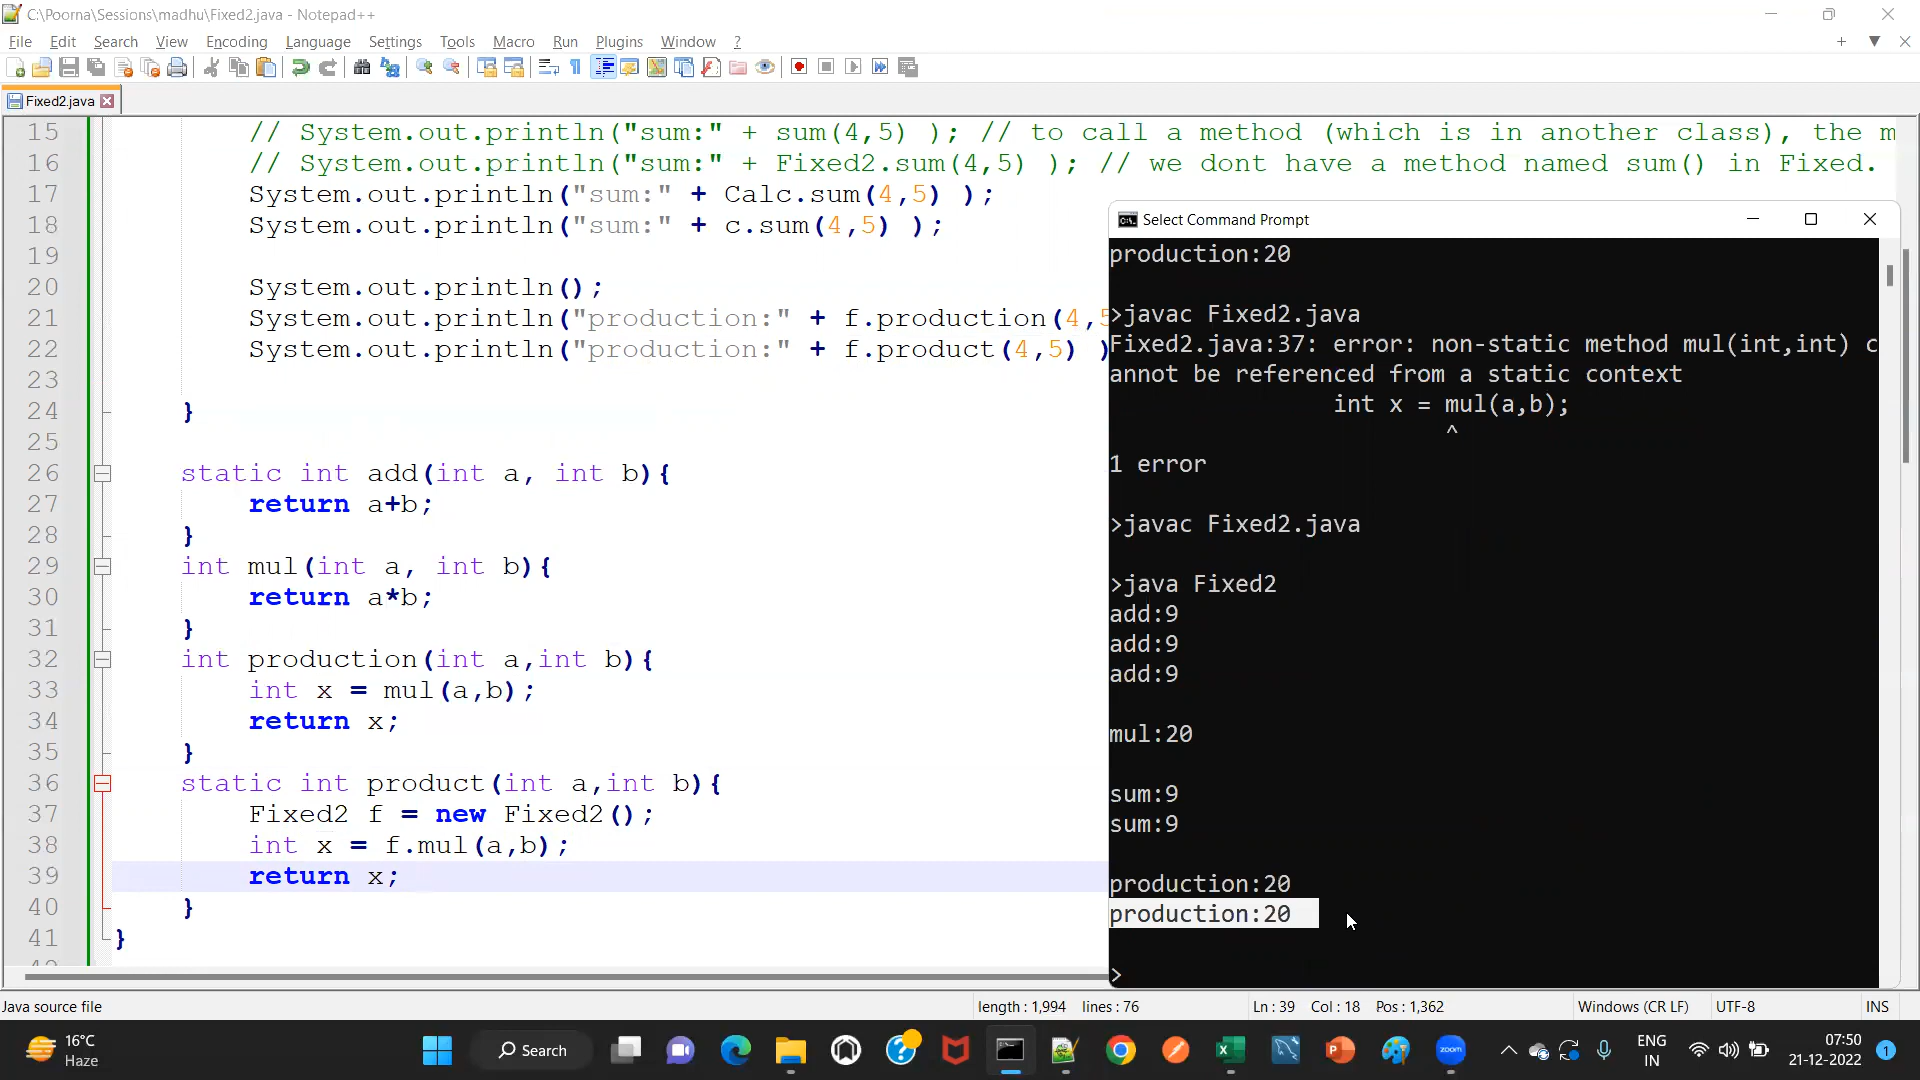 C:\Poorna\Sessions\madhu\Fixed2.java - Notepad++
File Edit Search View Encoding Language Settings Tools Macro Run Plugins Window ?
Fixed2.java
15 // System.out.println("sum:" + sum(4,5) ); // to call a method (which is in another class), the m
16 // System.out.println("sum:" + Fixed2.sum(4,5) ); // we dont have a method named sum() in Fixed.
17 System.out.println("sum:" + Calc.sum(4,5) );
18 System.out.println("sum:" + c.sum(4,5) );
19
20 System.out.println();
21 System.out.println("production:" + f.production(4,5
22 System.out.println("production:" + f.product(4,5) )
23
24 }
25
26 static int add(int a, int b){
27 return a+b;
28 }
29 int mul(int a, int b){
30 return a*b;
31 }
32 int production(int a,int b){
33 int x = mul(a,b);
34 return x;
35 }
36 static int product(int a,int b){
37 Fixed2 f = new Fixed2();
38 int x = f.mul(a,b);
39 return x;
40 }
41 }
Select Command Prompt
production:20
>javac Fixed2.java
Fixed2.java:37: error: non-static method mul(int,int) c
annot be referenced from a static context
int x = mul(a,b);
^
1 error
>javac Fixed2.java
>java Fixed2
add:9
add:9
add:9
mul:20
sum:9
sum:9
production:20
production:20
>
Java source file length : 1,994 lines : 76 Ln : 39 Col : 18 Pos : 1,362 Windows (CR LF) UTF-8 INS
16°C
Haze
Search
zoom
ENG
IN
07:50
21-12-2022
1